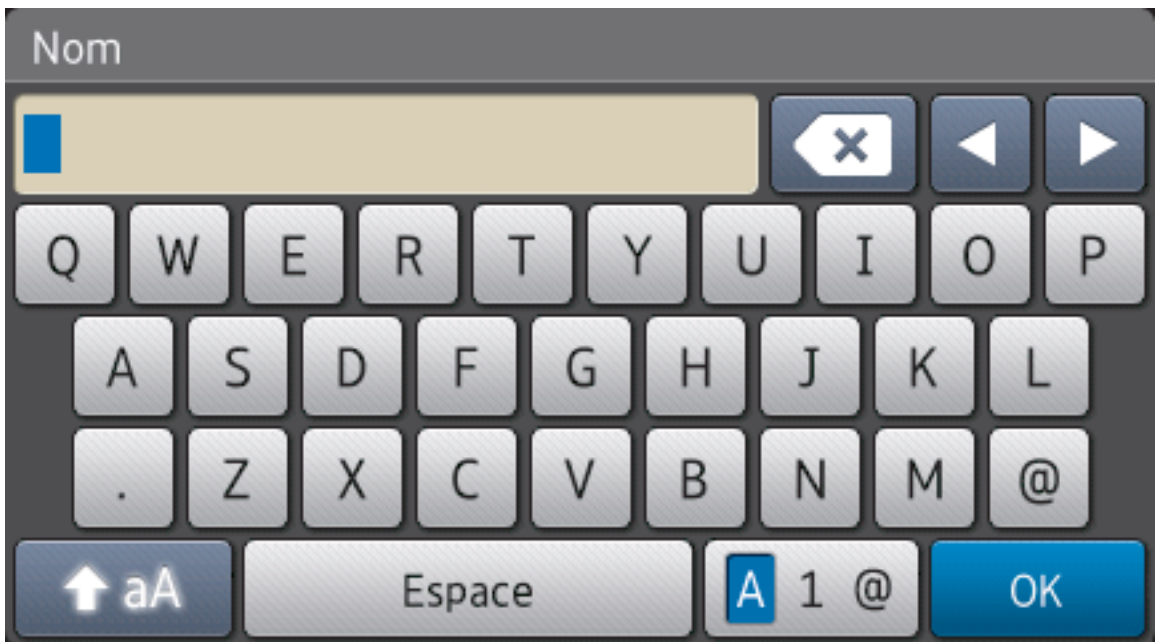 Nom
Q W E R T Y U I O P
A S D F G H J K L
. Z X C V B N M @
aA Espace A 1 @ OK